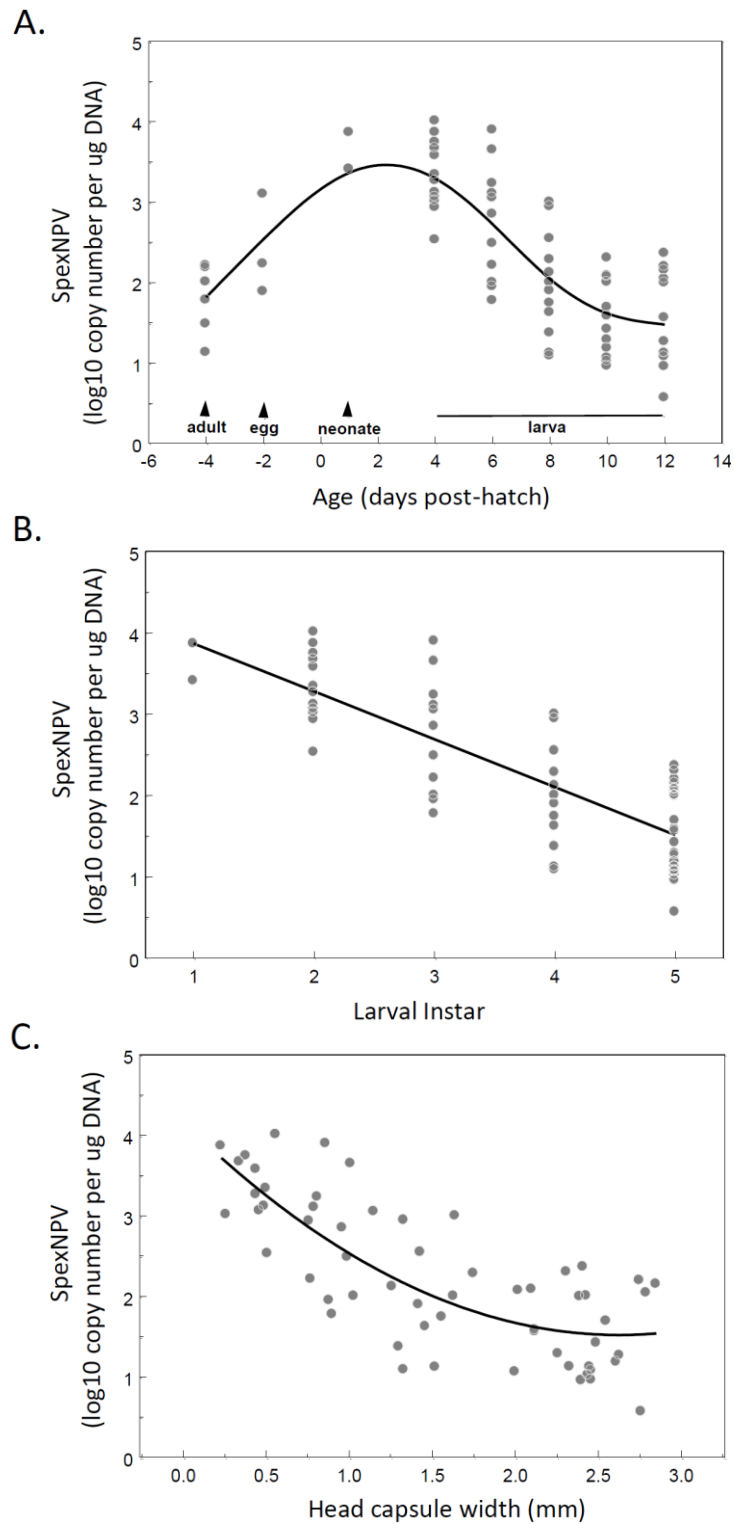 A.
5
4
3
2
1
0
SpexNPV
(log10 copy number per ug DNA)
adult egg neonate larva
-6 -4 -2 0 2 4 6 8 10 12 14
Age (days post-hatch)
B.
5
4
3
2
1
0
SpexNPV
(log10 copy number per ug DNA)
1 2 3 4 5
Larval Instar
C.
5
4
3
2
1
0
SpexNPV
(log10 copy number per ug DNA)
0.0 0.5 1.0 1.5 2.0 2.5 3.0
Head capsule width (mm)